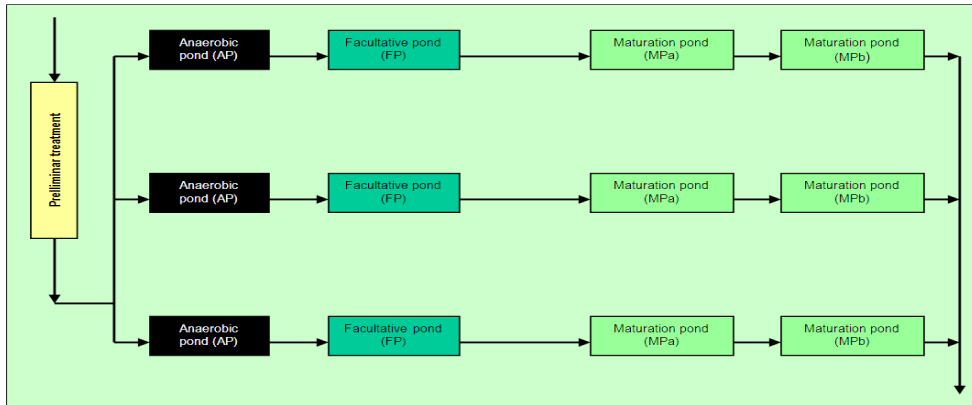 Prelliminar treatment
Anaerobic
pond (AP)
Facultative pond
(FP)
Maturation pond
(MPa)
Maturation pond
(MPb)
Anaerobic
pond (AP)
Facultative pond
(FP)
Maturation pond
(MPa)
Maturation pond
(MPb)
Anaerobic
pond (AP)
Facultative pond
(FP)
Maturation pond
(MPa)
Maturation pond
(MPb)